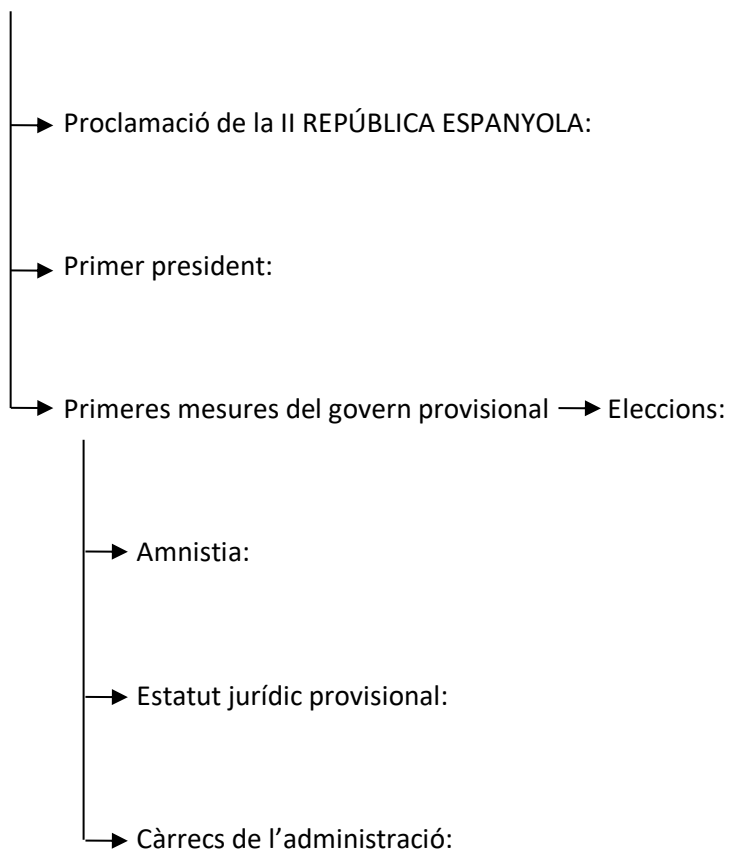 Proclamació de la II REPÚBLICA ESPANYOLA:
Primer president:
Primeres mesures del govern provisional Eleccions:
Amnistia:
Estatut jurídic provisional:
Càrrecs de l’administració: